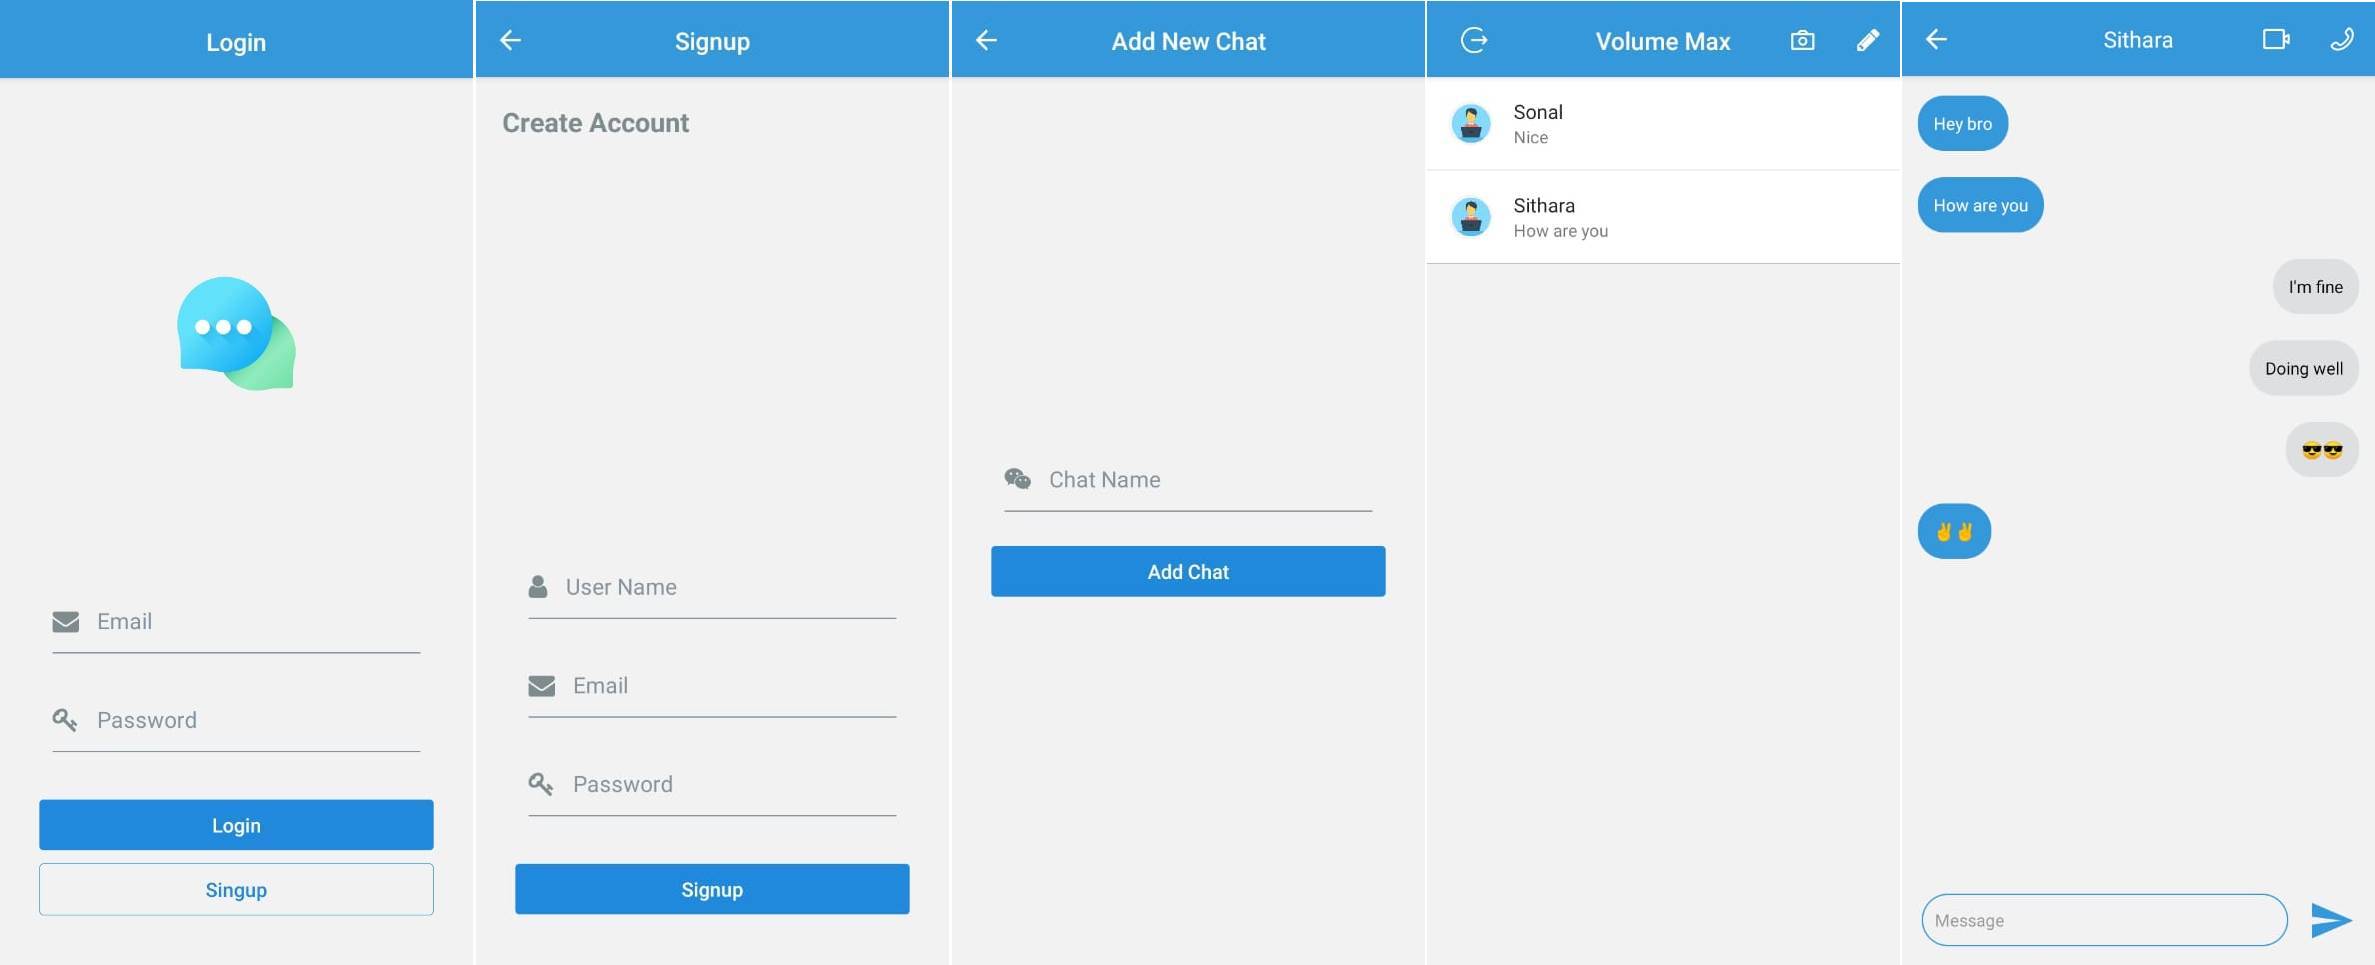 Login
Email
Password
Login
Singup
Signup
Create Account
User Name
Email
Password
Signup
Add New Chat
Chat Name
Add Chat
Volume Max
Sonal
Nice
Sithara
How are you
Sithara
Hey bro
How are you
I'm fine
Doing well
😎😎
✌✌
Message